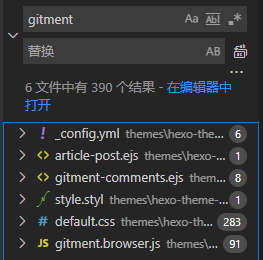 gitment
Aa Ab .*
替换
AB
...
6 文件中有 390 个结果 - 在编辑器中
打开
_config.yml themes\hexo-the... 6
article-post.ejs themes\hexo-t... 1
gitment-comments.ejs themes\... 8
style.styl themes\hexo-theme-... 1
default.css themes\hexo-th... 283
JS gitment.browser.js themes\... 91